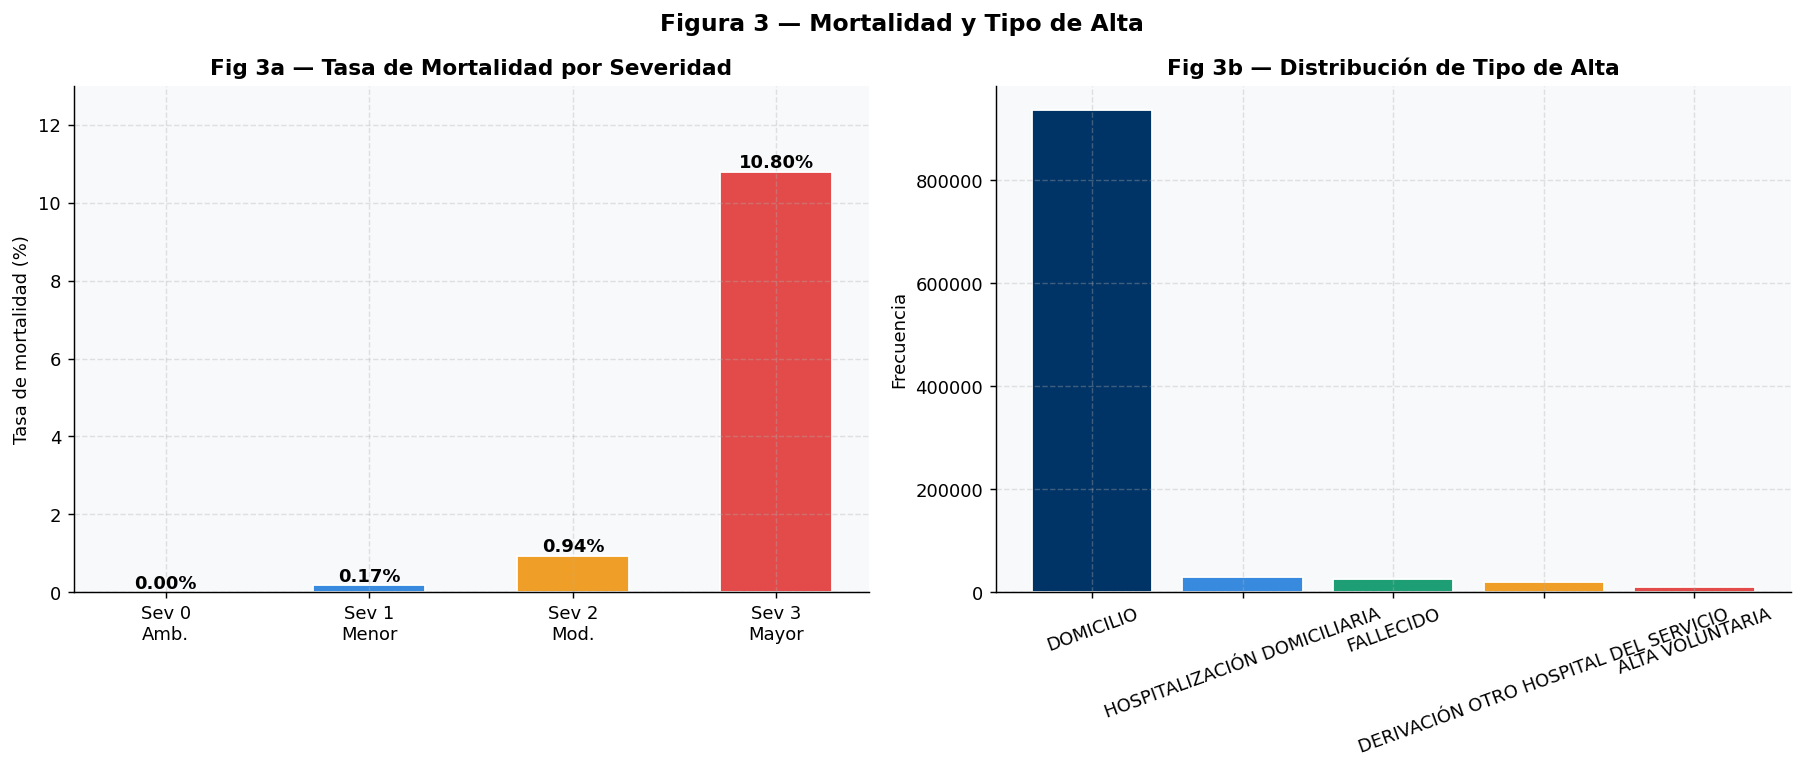 Figura 3 — Mortalidad y Tipo de Alta
Fig 3a — Tasa de Mortalidad por Severidad
Tasa de mortalidad (%)
12
10
8
6
4
2
0
0.00%
0.17%
0.94%
10.80%
Sev 0
Amb.
Sev 1
Menor
Sev 2
Mod.
Sev 3
Mayor
Fig 3b — Distribución de Tipo de Alta
Frecuencia
800000
600000
400000
200000
0
DOMICILIO
HOSPITALIZACIÓN DOMICILIARIA
FALLECIDO
DERIVACIÓN OTRO HOSPITAL DEL SERVICIO
ALTA VOLUNTARIA